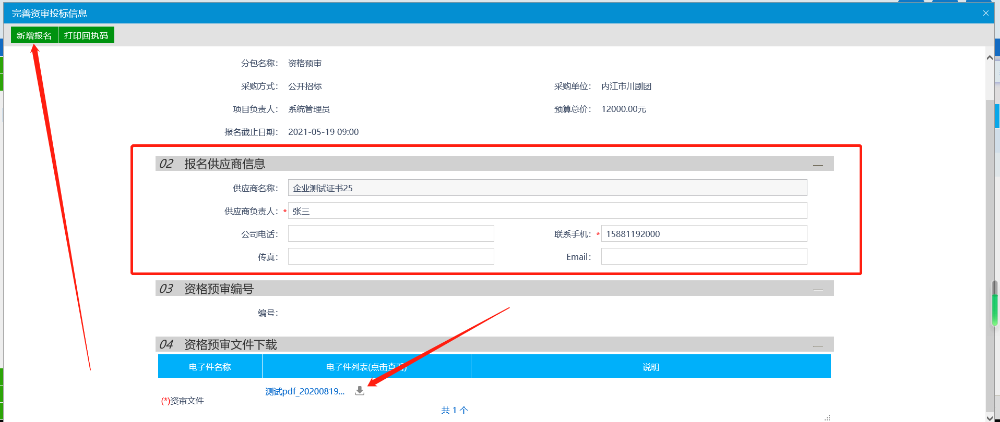 完善资审投标信息
新增报名 打印回执码
分包名称： 资格预审
采购方式： 公开招标 采购单位： 内江市川剧团
项目负责人： 系统管理员 预算总价： 12000.00元
报名截止日期： 2021-05-19 09:00
02 报名供应商信息
供应商名称： 企业测试证书25
供应商负责人：* 张三
公司电话： 联系手机：* 15881192000
传真： Email：
03 资格预审编号
编号：
04 资格预审文件下载
电子件名称 电子件列表(点击查看) 说明
测试pdf_20200819...
(*)资审文件
共 1 个